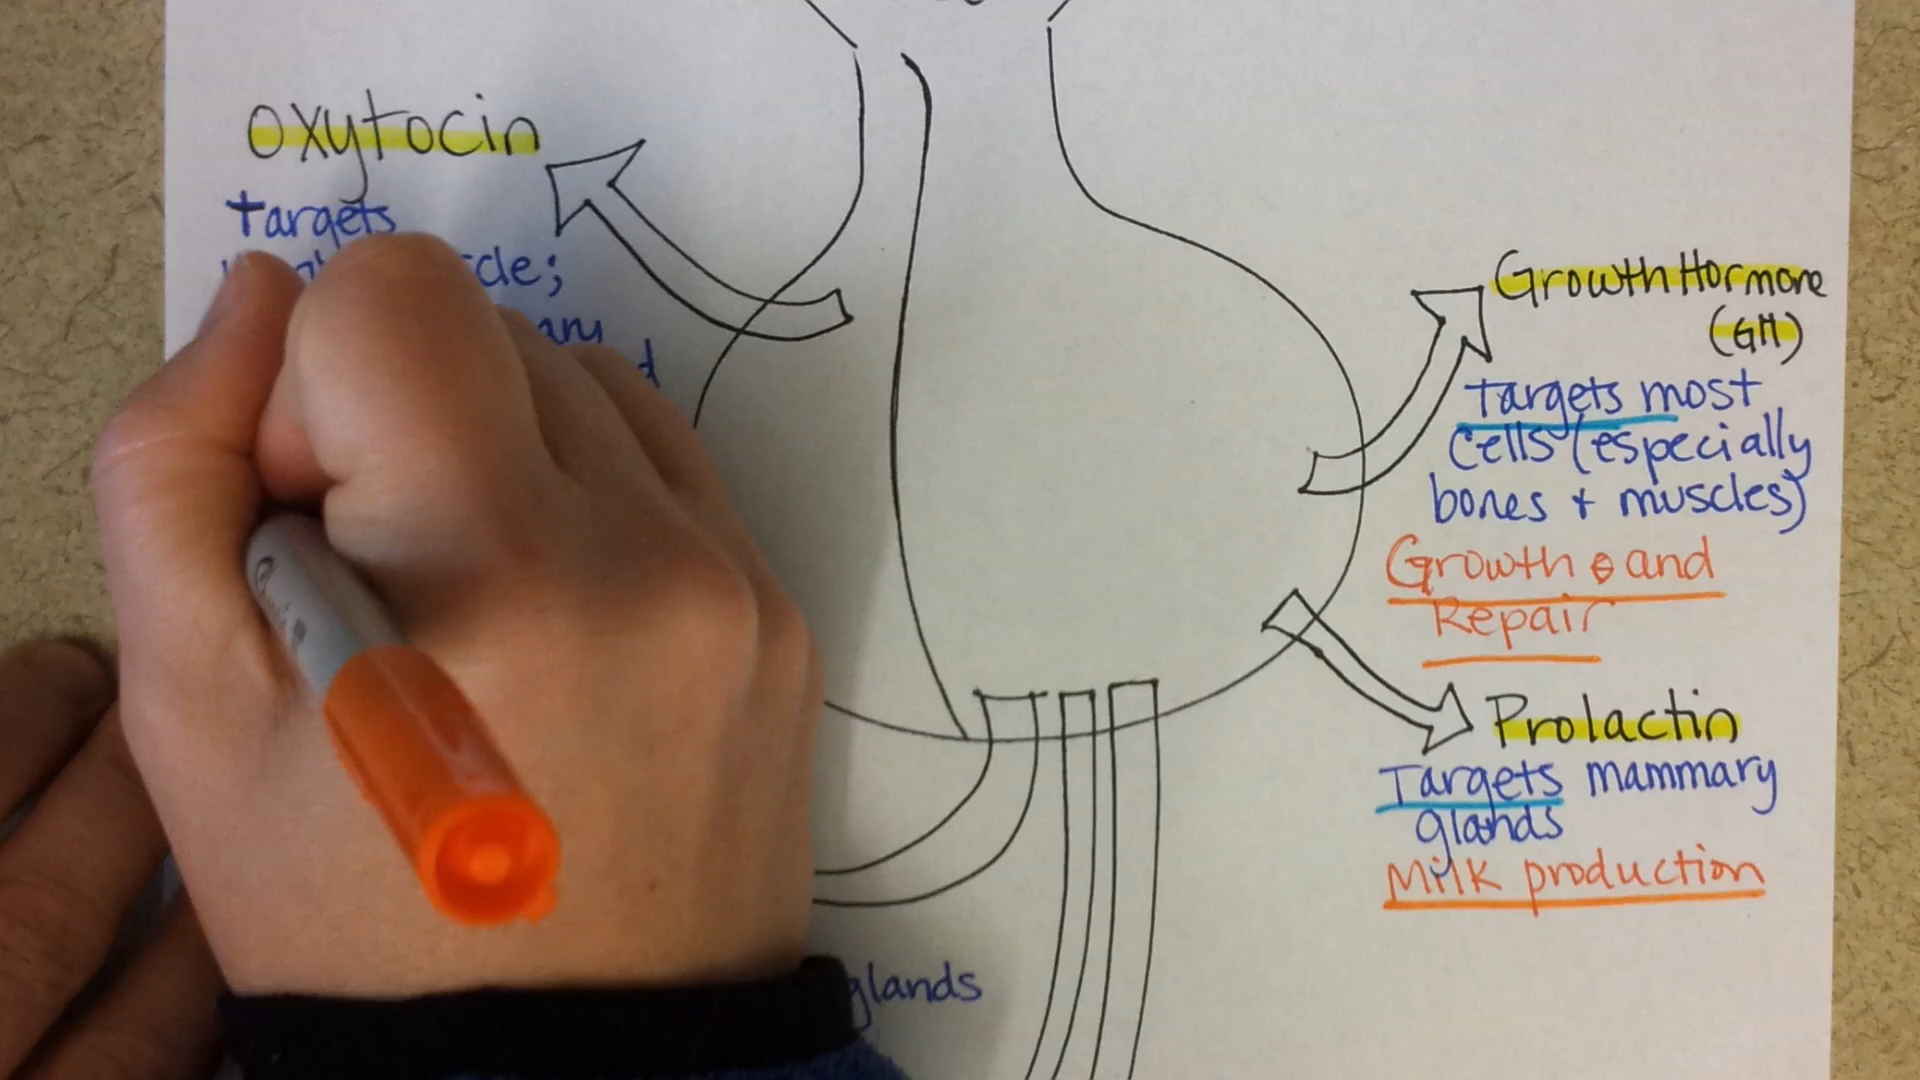 Oxytocin
Targets
Growth Hormone
(GH)
Targets most
cells (especially
bones + muscles)
Growth and
Repair
Prolactin
Targets mammary
glands
Milk production
glands